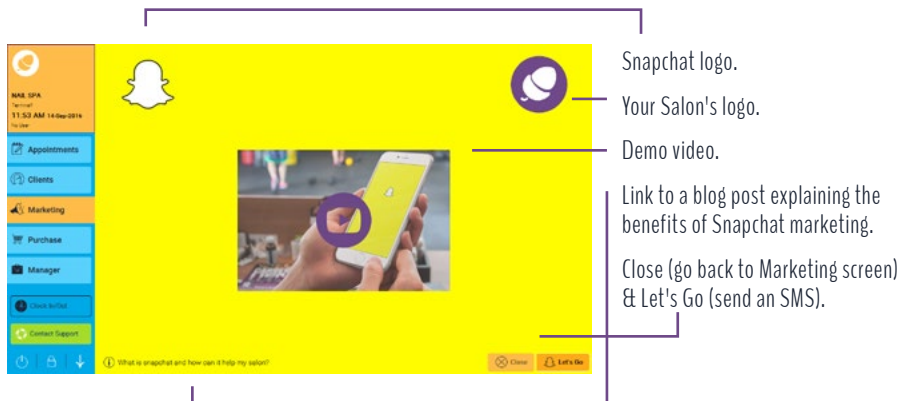 Snapchat logo.
NAIL SPA
Terminal1
11.53 AM 14-Sep-2016
No User
Your Salon's logo.
Appointments
Demo video.
Clients
Marketing
Link to a blog post explaining the
benefits of Snapchat marketing.
Purchase
Manager
Close (go back to Marketing screen)
& Let's Go (send an SMS).
Clock In/Out
Contact Support
What is snapchat and how can it help my salon?
Close
Let's Go